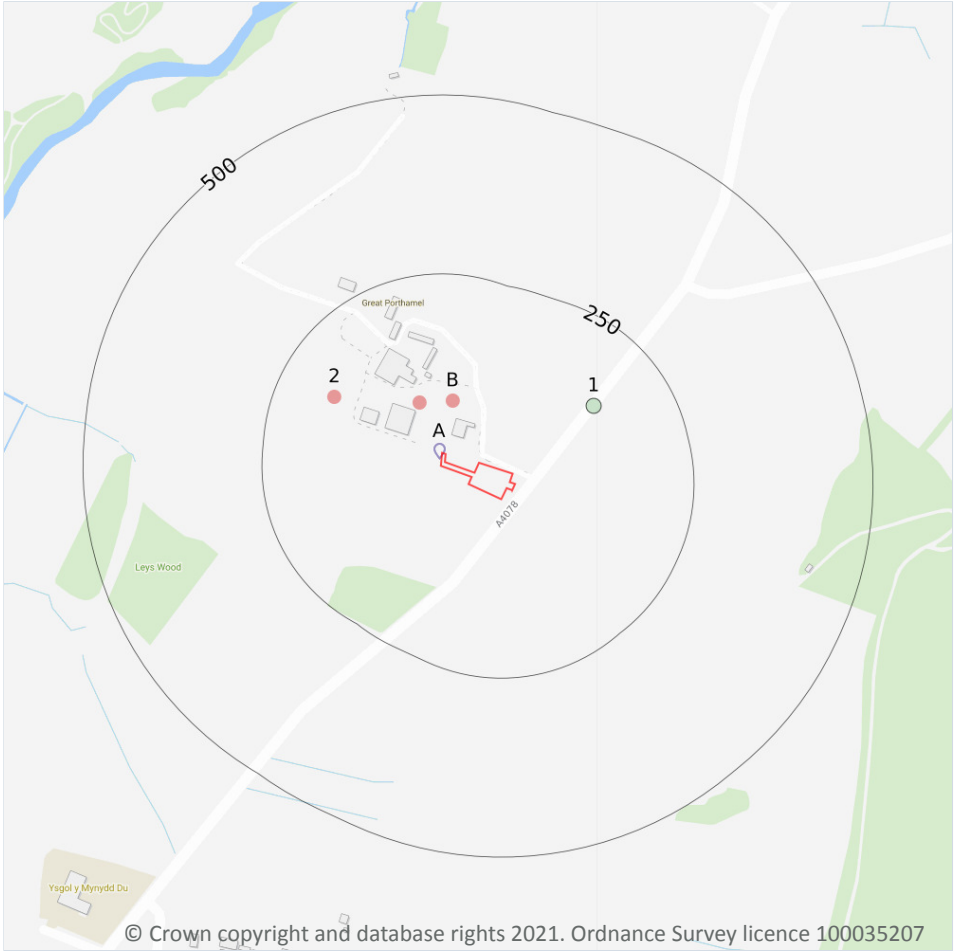 500
250
Great Porthamel
2
B
1
A
A4078
Leys Wood
Ysgol y Mynydd Du
© Crown copyright and database rights 2021. Ordnance Survey licence 100035207